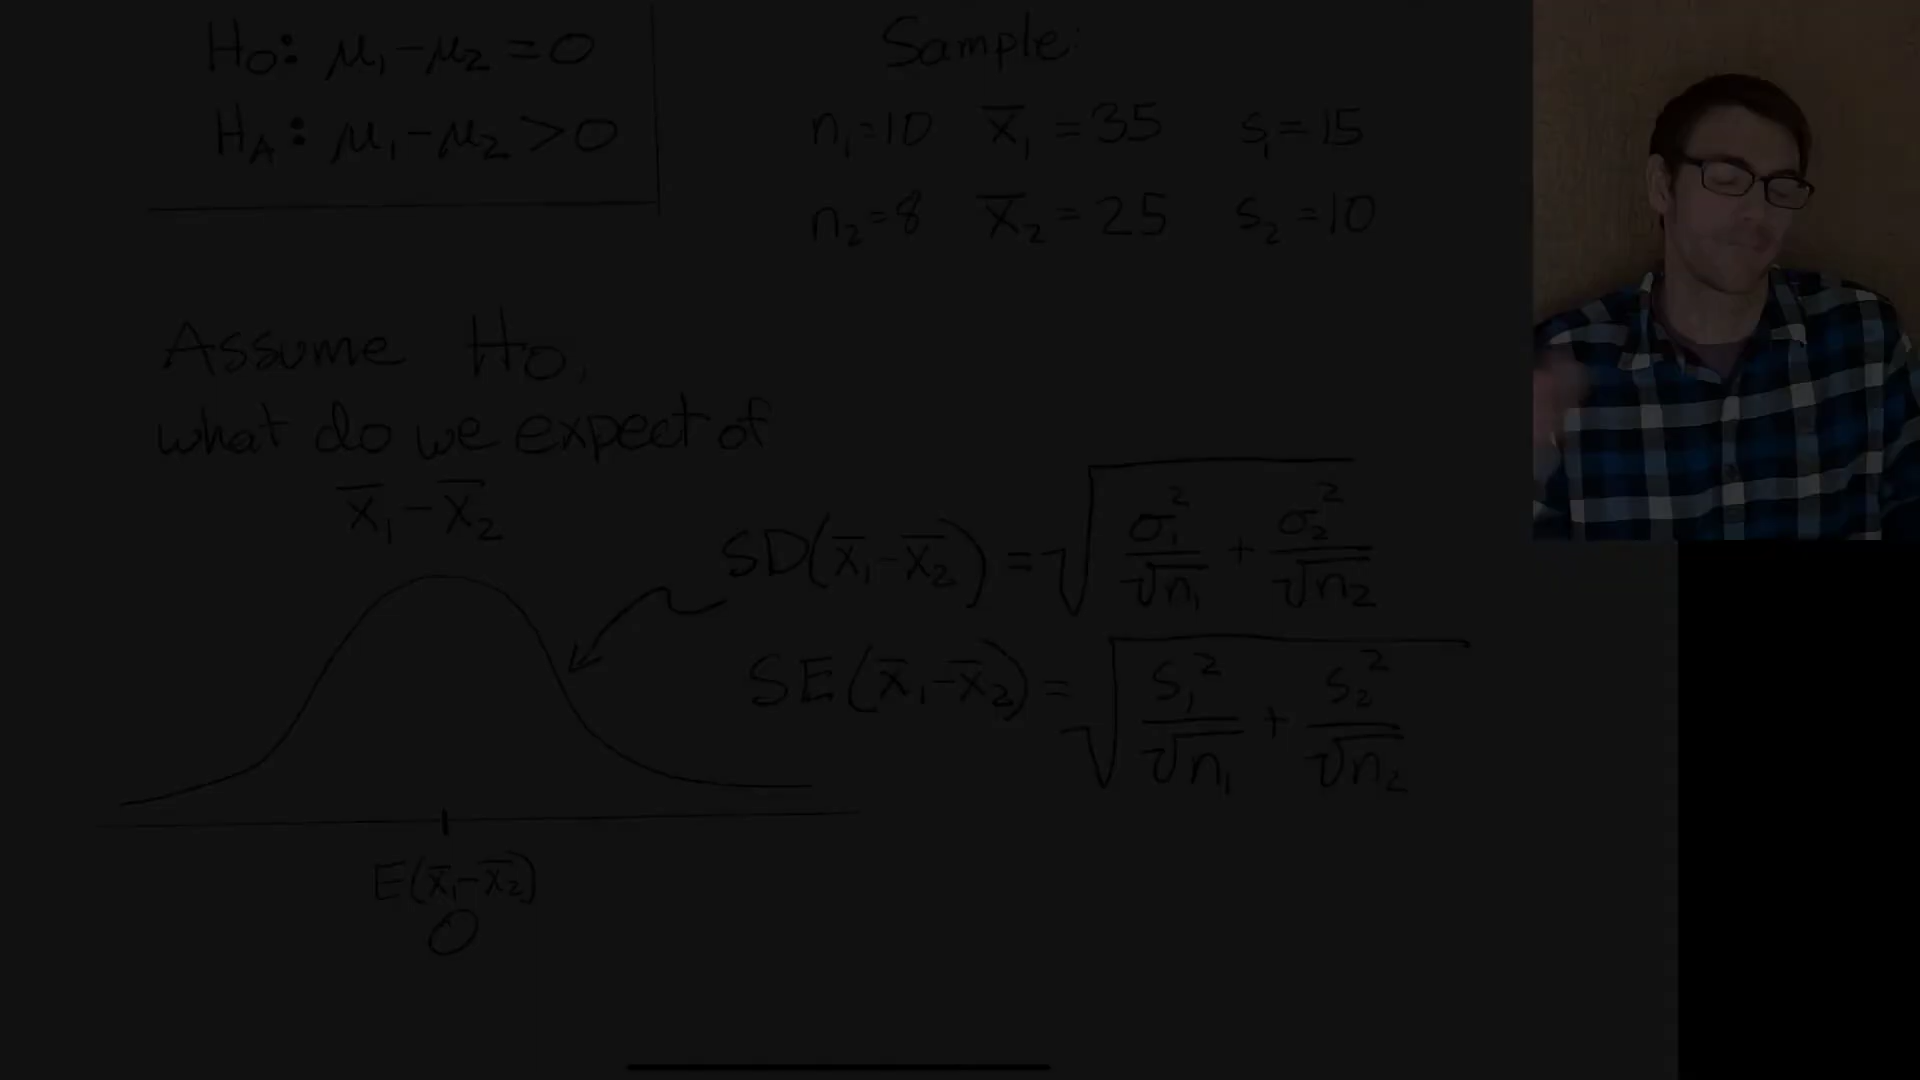 H₀: μ₁-μ₂ = 0
H_A: μ₁-μ₂ > 0
Sample:
n₁=10 x̄₁ = 35 s₁=15
n₂=8 x̄₂ = 25 s₂=10
Assume H₀,
what do we expect of
x̄₁-x̄₂
SD(x̄₁-x̄₂) = √(σ₁²/√n₁ + σ₂²/√n₂)
SE(x̄₁-x̄₂) = √(s₁²/√n₁ + s₂²/√n₂)
E(x̄₁-x̄₂)
0